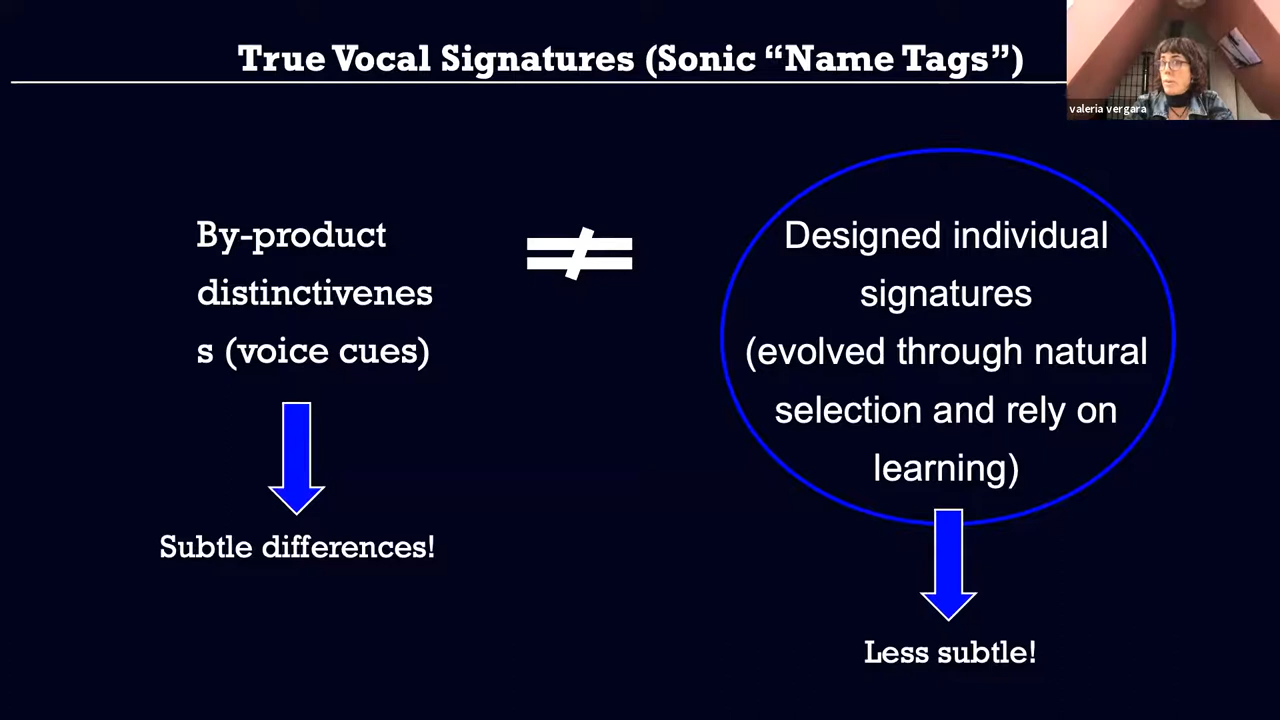 True Vocal Signatures (Sonic “Name Tags”)
valeria vergara
By-product
distinctivenes
s (voice cues)
Subtle differences!
Designed individual
signatures
(evolved through natural
selection and rely on
learning)
Less subtle!